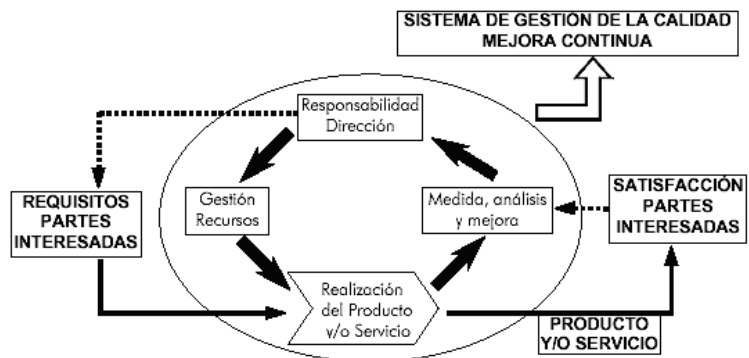 SISTEMA DE GESTIÓN DE LA CALIDAD
MEJORA CONTINUA
Responsabilidad
Dirección
REQUISITOS
PARTES
INTERESADAS
Gestión
Recursos
Medida, análisis
y mejora
SATISFACCIÓN
PARTES
INTERESADAS
Realización
del Producto
y/o Servicio
PRODUCTO
Y/O SERVICIO